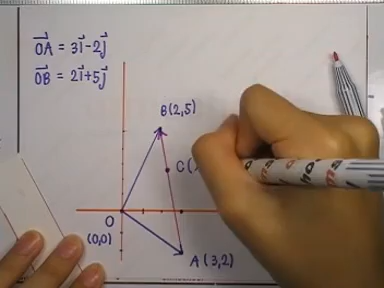 OA = 3i-2j
OB = 2i+5j
B(2,5)
C(
O
(0,0)
A(3,2)